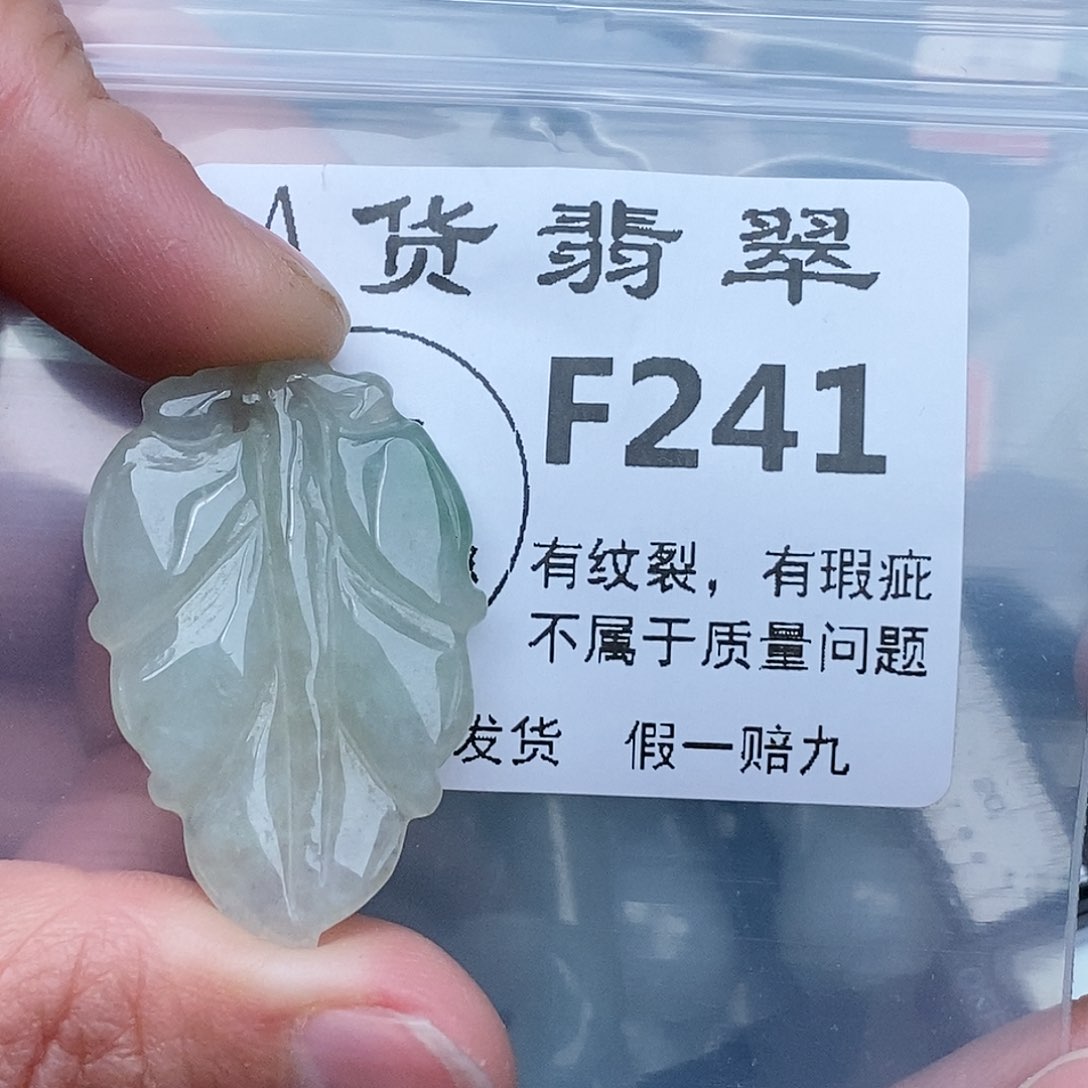 A货翡翠
F241
有纹裂，有瑕疵
不属于质量问题
发货 假一赔九